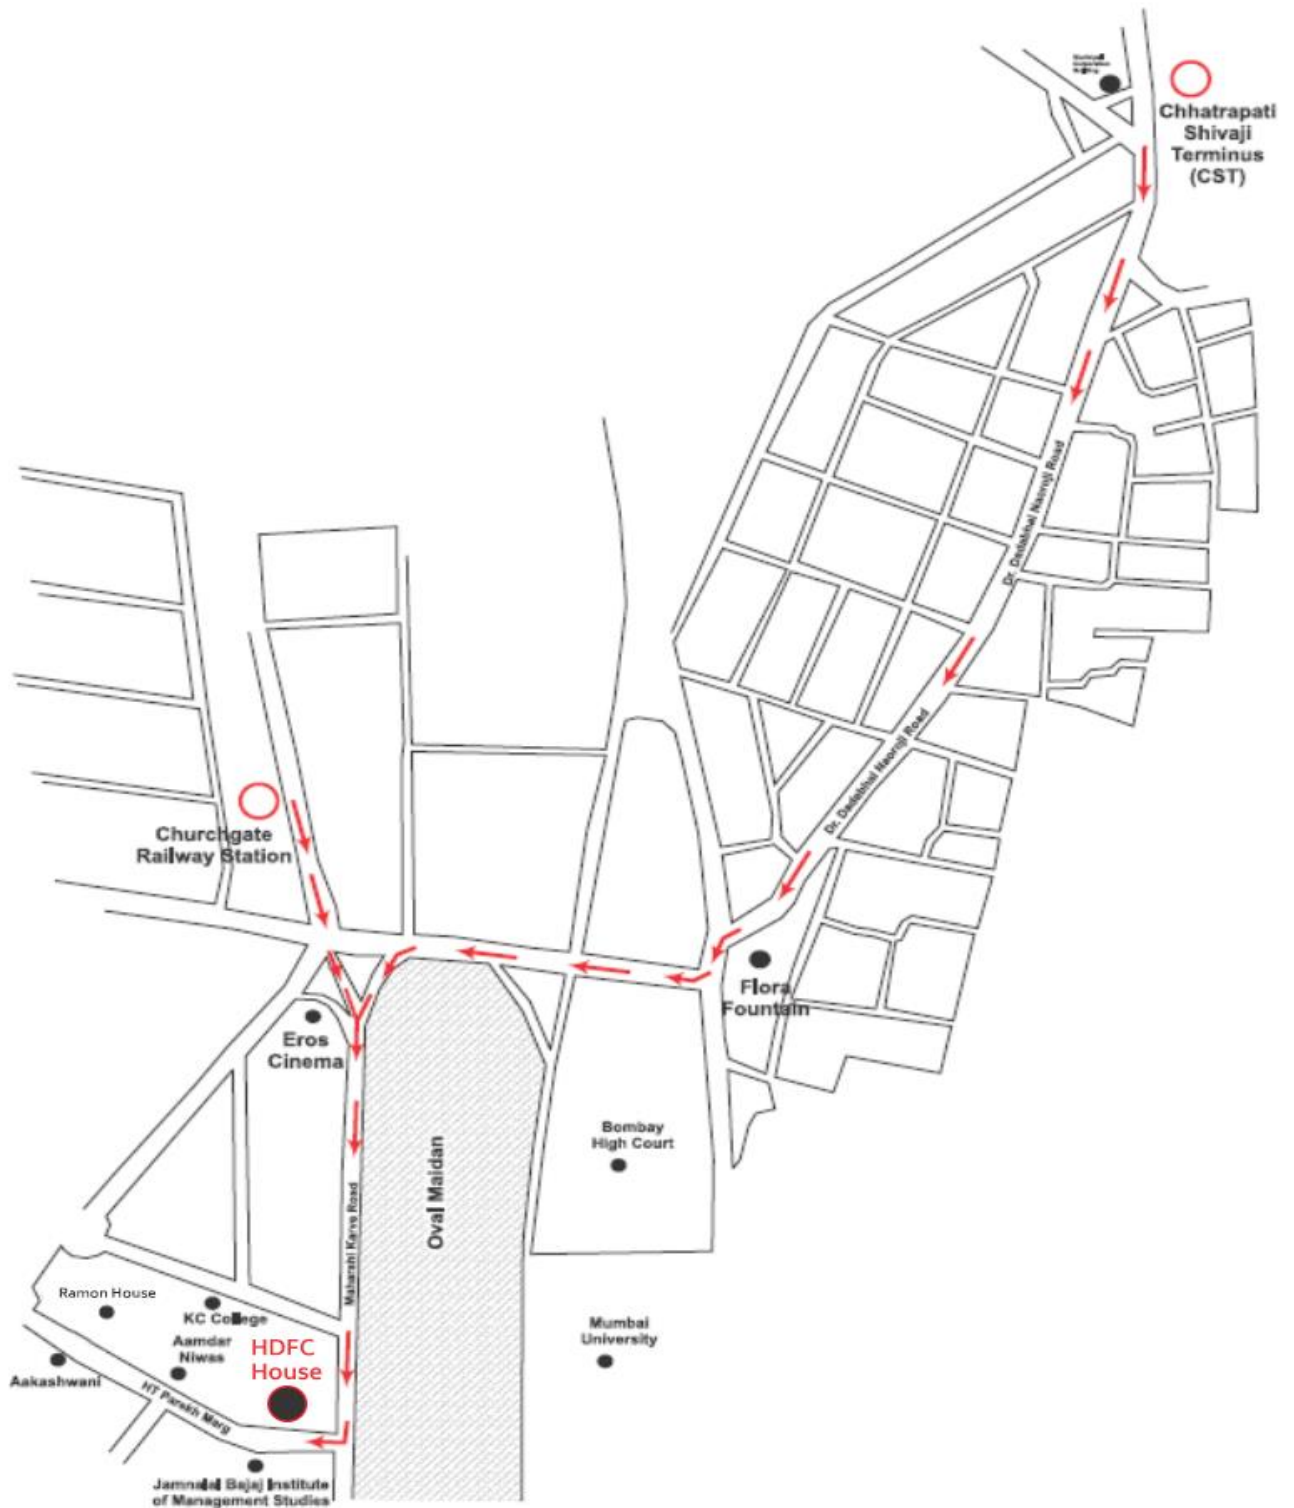 Chhatrapati
Shivaji
Terminus
(CST)
Dr. Dadabhai Naoroji Road
Dr. Dadabhai Naoroji Road
Churchgate
Railway Station
Flora
Fountain
Eros
Cinema
Bombay
High Court
Oval Maidan
Maharshi Karve Road
Ramon House
KC College
Aamdar
Niwas
HDFC
House
Mumbai
University
Aakashwani
HT Parekh Marg
Jamnalal Bajaj Institute
of Management Studies